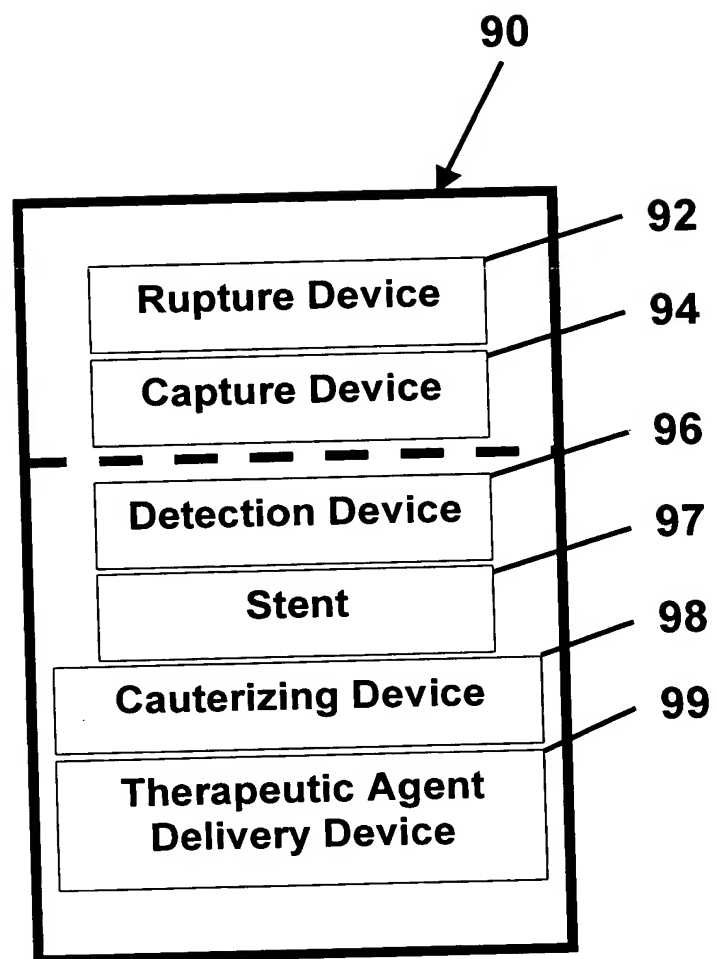 90
Rupture Device
92
Capture Device
94
Detection Device
96
Stent
97
Cauterizing Device
98
Therapeutic Agent
Delivery Device
99